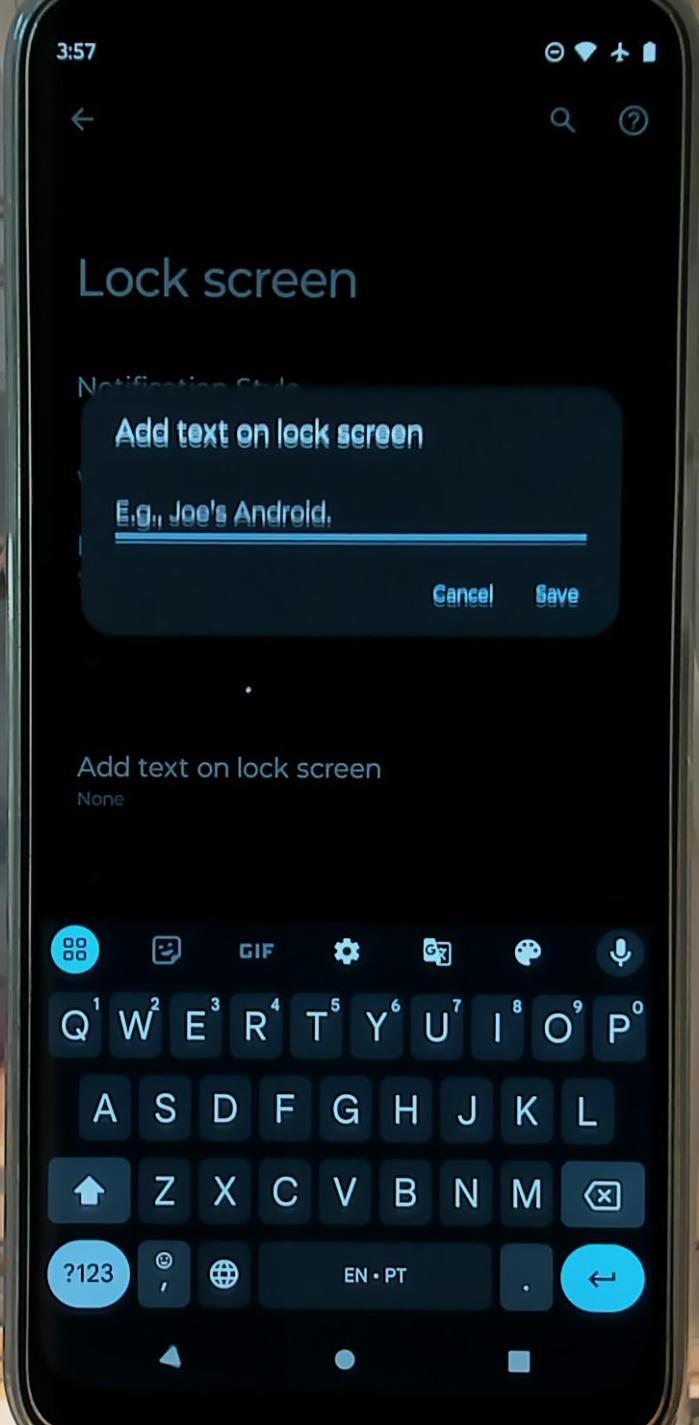 3:57
Lock screen
Notification Style
Add text on lock screen
E.g., Joe's Android.
Cancel Save
Add text on lock screen
None
GIF
Q1 W2 E3 R4 T5 Y6 U7 I8 O9 P0
A S D F G H J K L
Z X C V B N M
?123 , EN • PT .